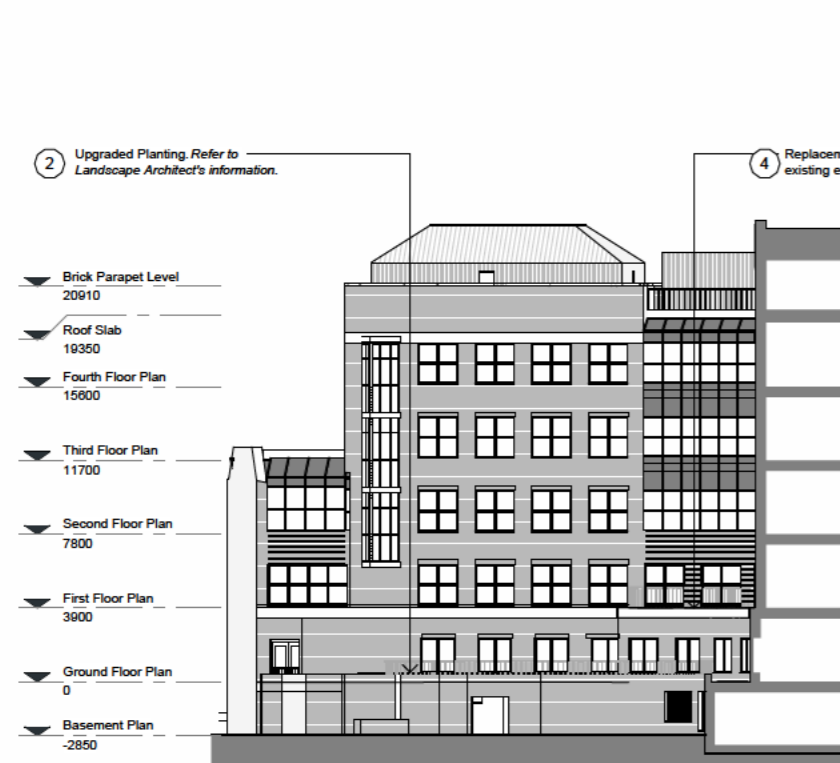 2
Upgraded Planting. Refer to
Landscape Architect's information.
4
existing
Brick Parapet Level
20910
Roof Slab
19350
Fourth Floor Plan
15600
Third Floor Plan
11700
Second Floor Plan
7800
First Floor Plan
3900
Ground Floor Plan
0
Basement Plan
-2850